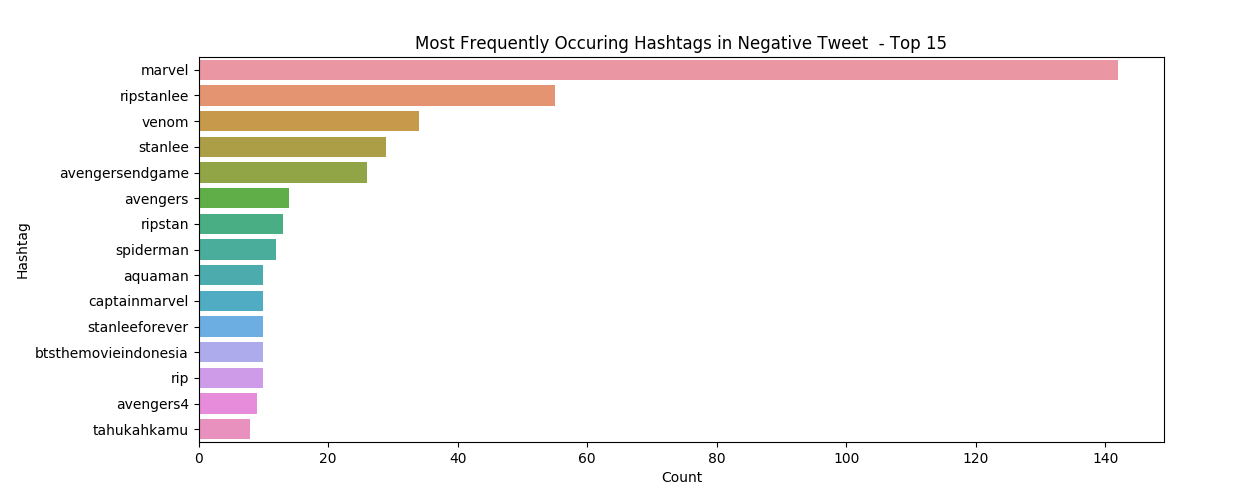 Most Frequently Occuring Hashtags in Negative Tweet  - Top 15
marvel
ripstanlee
venom
stanlee
avengersendgame
avengers
ripstan
spiderman
aquaman
captainmarvel
stanleeforever
btsthemovieindonesia
rip
avengers4
tahukahkamu
Hashtag
0 20 40 60 80 100 120 140
Count